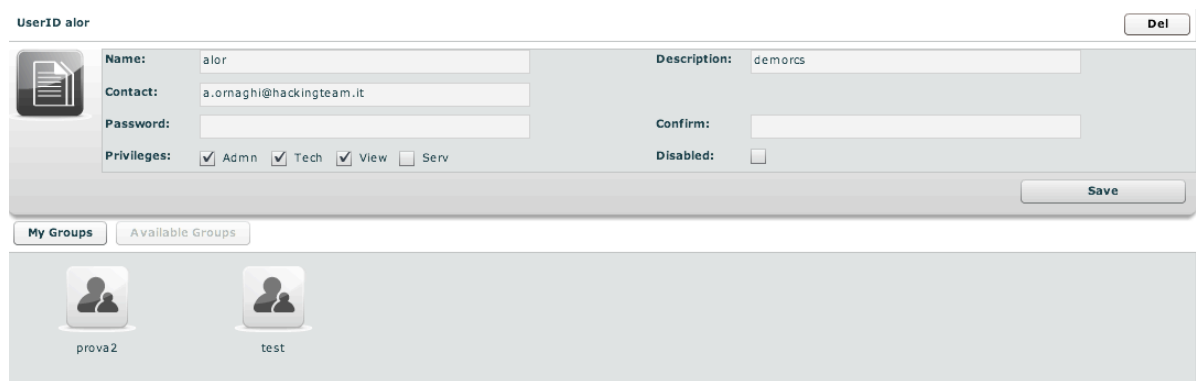 UserID alor
Del
Name: alor Description: demorcs
Contact: a.ornaghi@hackingteam.it
Password: Confirm:
Privileges: Admn Tech View Serv Disabled:
Save
My Groups Available Groups
prova2 test